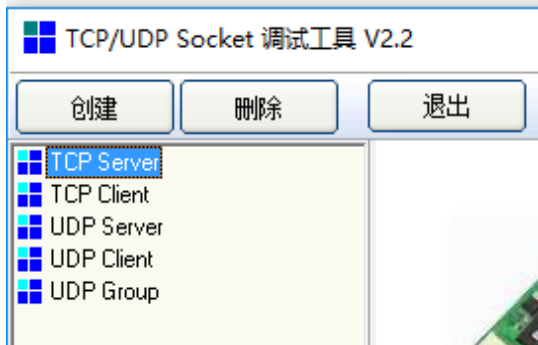 TCP/UDP Socket 调试工具 V2.2
创建 删除 退出
TCP Server
TCP Client
UDP Server
UDP Client
UDP Group